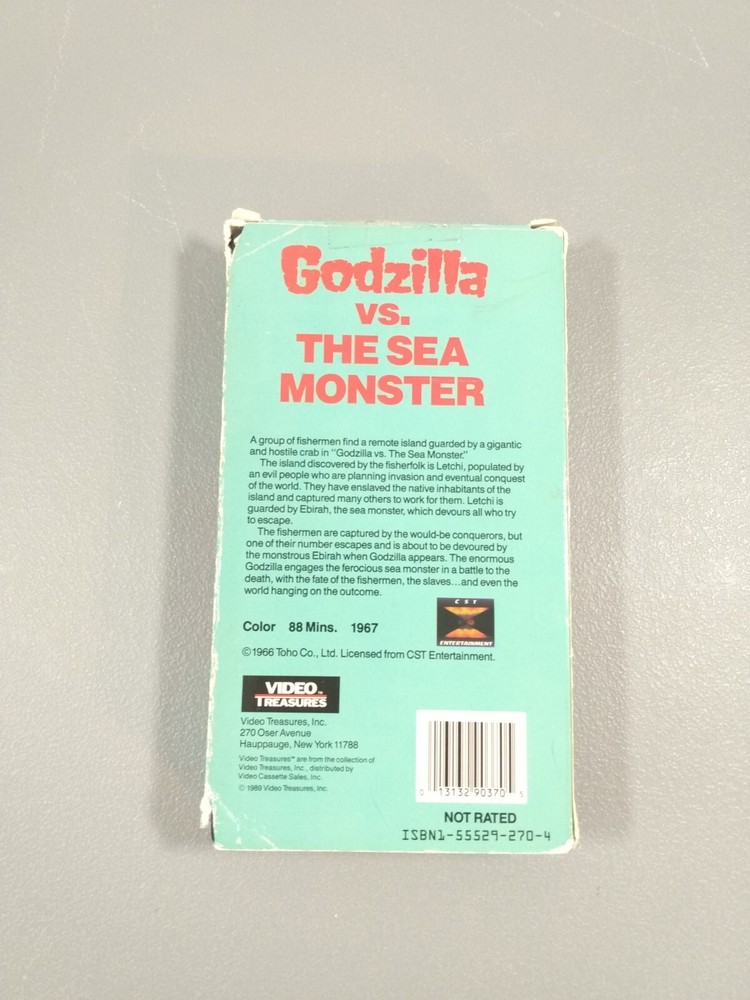 Godzilla
VS.
THE SEA
MONSTER
A group of fishermen find a remote island guarded by a gigantic
and hostile crab in "Godzilla vs. The Sea Monster."
The island discovered by the fisherfolk is Letchi, populated by
an evil people who are planning invasion and eventual conquest
of the world. They have enslaved the native inhabitants of the
island and captured many others to work for them. Letchi is
guarded by Ebirah, the sea monster, which devours all who try
to escape.
The fishermen are captured by the would-be conquerors, but
one of their number escapes and is about to be devoured by
the monstrous Ebirah when Godzilla appears. The enormous
Godzilla engages the ferocious sea monster in a battle to the
death, with the fate of the fishermen, the slaves...and even the
world hanging on the outcome.
CST
ENTERTAINMENT
Color 88 Mins. 1967
©1966 Toho Co., Ltd. Licensed from CST Entertainment.
VIDEO™
TREASURES
Video Treasures, Inc.
270 Oser Avenue
Hauppauge, New York 11788
Video Treasures™ are from the collection of
Video Treasures, Inc., distributed by
Video Cassette Sales, Inc.
© 1989 Video Treasures, Inc.
0 13132 90370 5
NOT RATED
ISBN1-55529-270-4